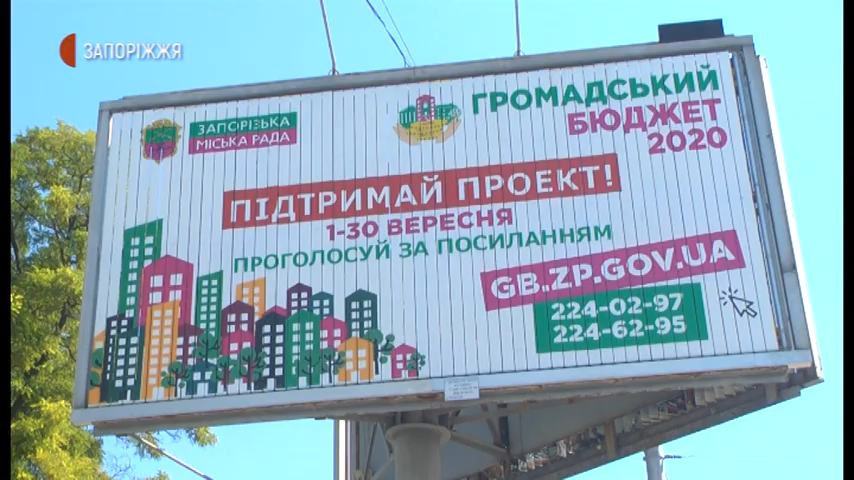 ЗАПОРІЖЖЯ
ЗАПОРІЗЬКА
МІСЬКА РАДА
ГРОМАДСЬКИЙ
БЮДЖЕТ
2020
ПІДТРИМАЙ ПРОЕКТ!
1-30 ВЕРЕСНЯ
ПРОГОЛОСУЙ ЗА ПОСИЛАННЯМ
GB.ZP.GOV.UA
224-02-97
224-62-95